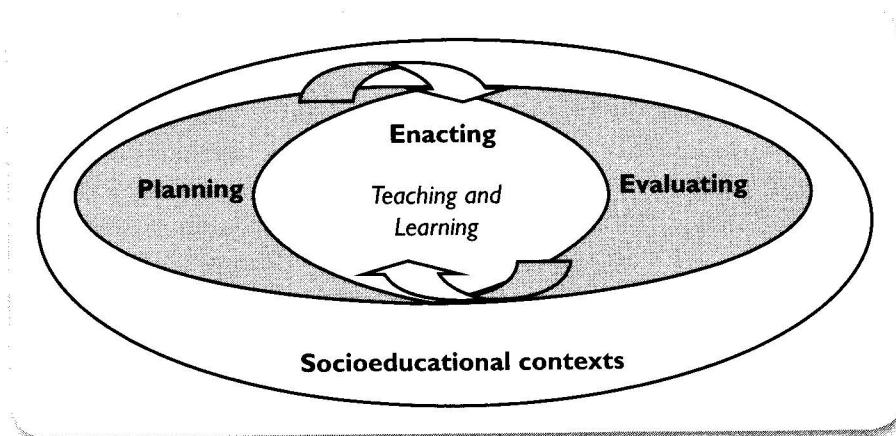 Enacting
Planning
Evaluating
Teaching and
Learning
Socioeducational contexts